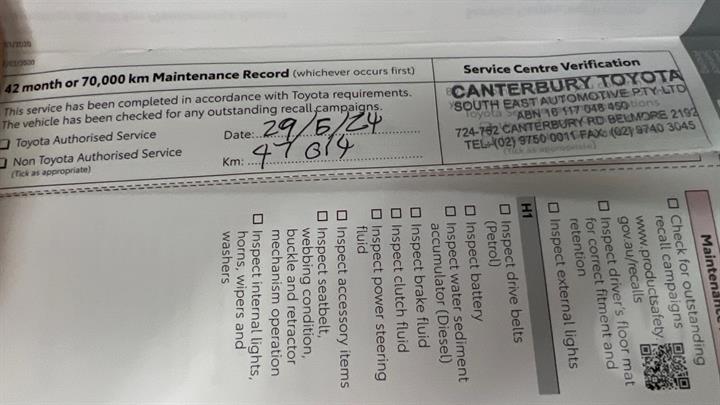 42 month or 70,000 km Maintenance Record (whichever occurs first)
This service has been completed in accordance with Toyota requirements.
The vehicle has been checked for any outstanding recall campaigns.
☐ Toyota Authorised Service
☐ Non Toyota Authorised Service
(Tick as appropriate)
Date: 29/5/24
Km: 47 014
Service Centre Verification
CANTERBURY TOYOTA
SOUTH EAST AUTOMOTIVE PTY LTD
ABN 16 117 048 450
724-762 CANTERBURY RD BELMORE 2192
TEL: (02) 9750 0011 FAX: (02) 9740 3045
☐ Check for outstanding
recall campaigns
www.productsafety.
gov.au/recalls
☐ Inspect driver's floor mat
for correct fitment and
retention
☐ Inspect external lights
H1
☐ Inspect drive belts
(Petrol)
☐ Inspect battery
☐ Inspect water sediment
accumulator (Diesel)
☐ Inspect brake fluid
☐ Inspect clutch fluid
☐ Inspect power steering
fluid
☐ Inspect accessory items
☐ Inspect seatbelt,
webbing condition,
buckle and retractor
mechanism operation
☐ Inspect internal lights,
horns, wipers and
washers